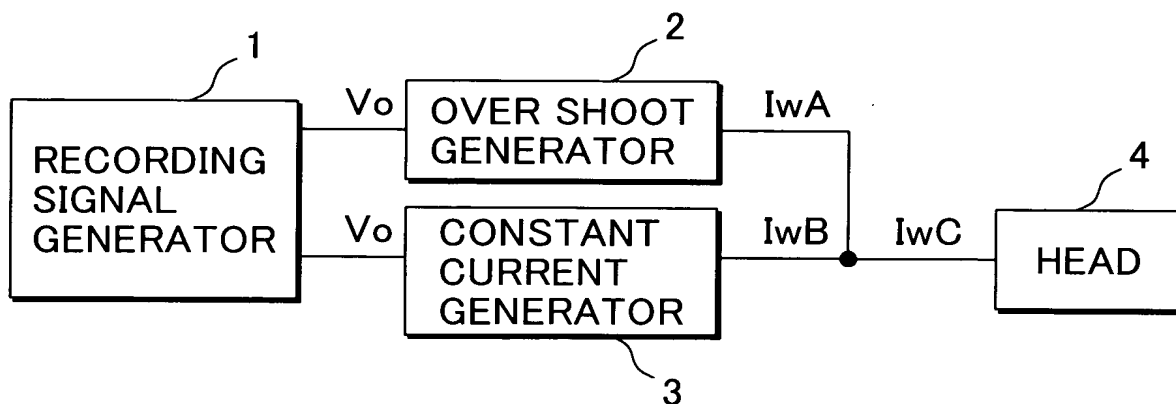 1
2
Vo
OVER SHOOT
GENERATOR
IwA
RECORDING
SIGNAL
GENERATOR
4
Vo
CONSTANT
CURRENT
GENERATOR
IwB
IwC
HEAD
3